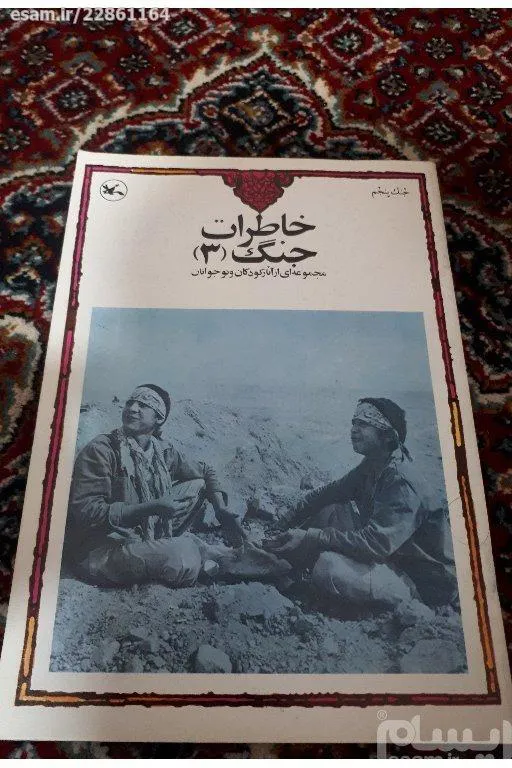 esam.ir/22861164
جنگ پنجم
خاطرات
جنگ (۳)
مجموعه‌ای از آثار کودکان و نوجوانان
ایسام®
esam.ir